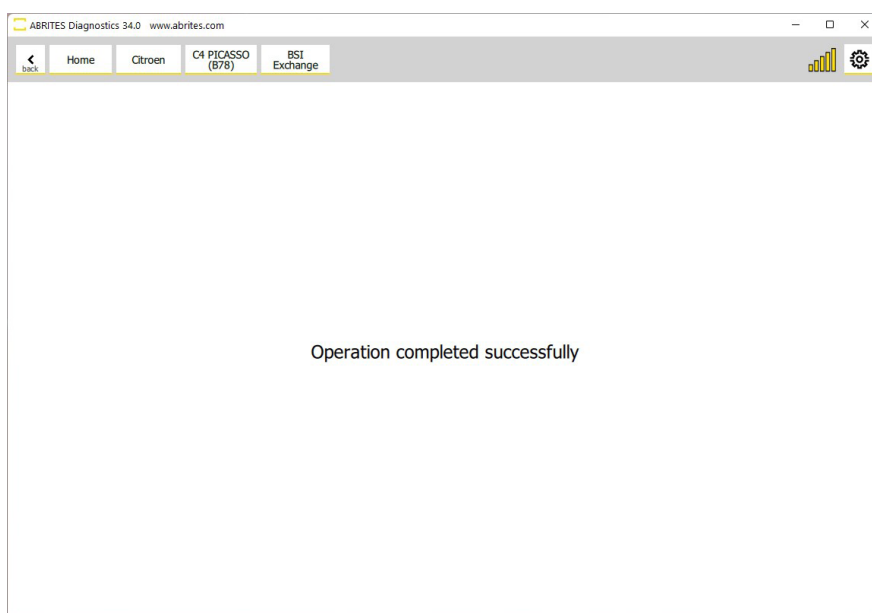 ABRITES Diagnostics 34.0 www.abrites.com
back
Home
Citroen
C4 PICASSO
(B78)
BSI
Exchange
Operation completed successfully